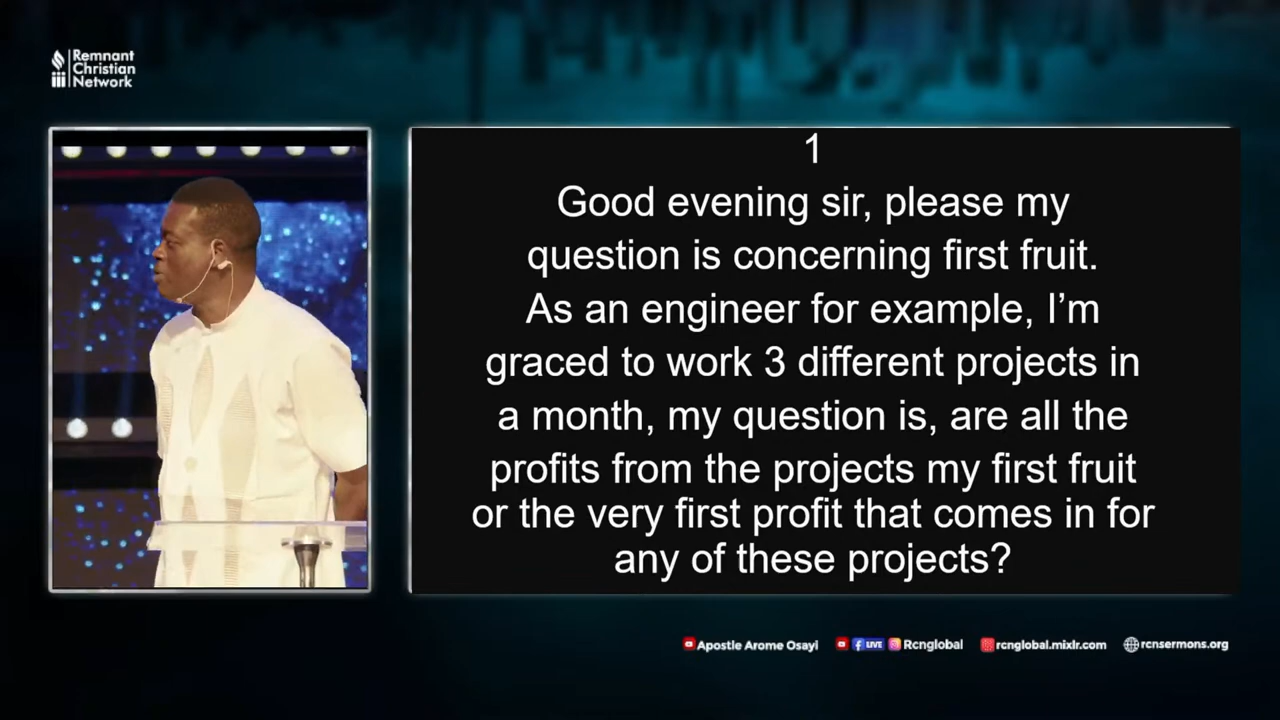 Remnant
Christian
Network
1
Good evening sir, please my
question is concerning first fruit.
As an engineer for example, I’m
graced to work 3 different projects in
a month, my question is, are all the
profits from the projects my first fruit
or the very first profit that comes in for
any of these projects?
Apostle Arome Osayi LIVE Rcnglobal rcnglobal.mixlr.com rcnsermons.org